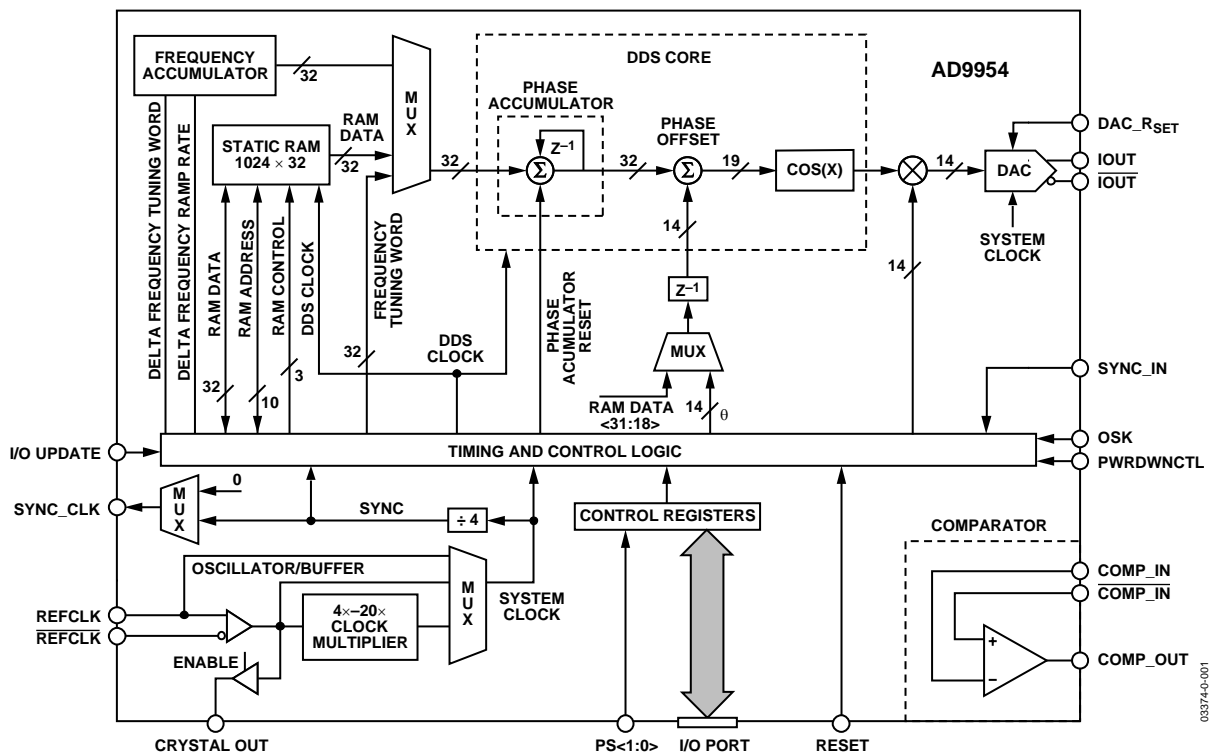 FREQUENCY
ACCUMULATOR
32
M
U
X
DDS CORE
AD9954
PHASE
ACCUMULATOR
STATIC RAM
1024 × 32
RAM
DATA
32
Z–1
32
Σ
32
PHASE
OFFSET
Σ
19
COS(X)
14
DAC
DAC_RSET
IOUT
IOUT
SYSTEM
CLOCK
DELTA FREQUENCY TUNING WORD
DELTA FREQUENCY RAMP RATE
RAM DATA
32
RAM ADDRESS
10
RAM CONTROL
3
DDS CLOCK
FREQUENCY
TUNING WORD
32
DDS
CLOCK
PHASE
ACUMULATOR
RESET
14
Z–1
MUX
RAM DATA
<31:18>
14
θ
14
SYNC_IN
I/O UPDATE
TIMING AND CONTROL LOGIC
OSK
PWRDWNCTL
SYNC_CLK
M
U
X
0
SYNC
÷ 4
CONTROL REGISTERS
COMPARATOR
OSCILLATOR/BUFFER
M
U
X
SYSTEM
CLOCK
REFCLK
REFCLK
4×–20×
CLOCK
MULTIPLIER
ENABLE
COMP_IN
COMP_IN
+
–
COMP_OUT
CRYSTAL OUT
PS<1:0>
I/O PORT
RESET
03374-0-001